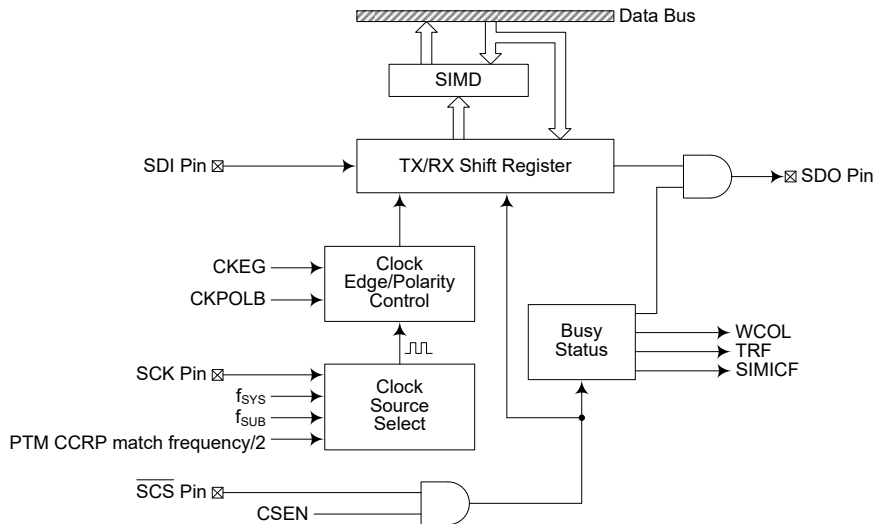 Data Bus
SIMD
SDI Pin
TX/RX Shift Register
SDO Pin
CKEG
CKPOLB
Clock
Edge/Polarity
Control
Busy
Status
WCOL
TRF
SIMICF
SCK Pin
fSYS
fSUB
PTM CCRP match frequency/2
Clock
Source
Select
SCS Pin
CSEN